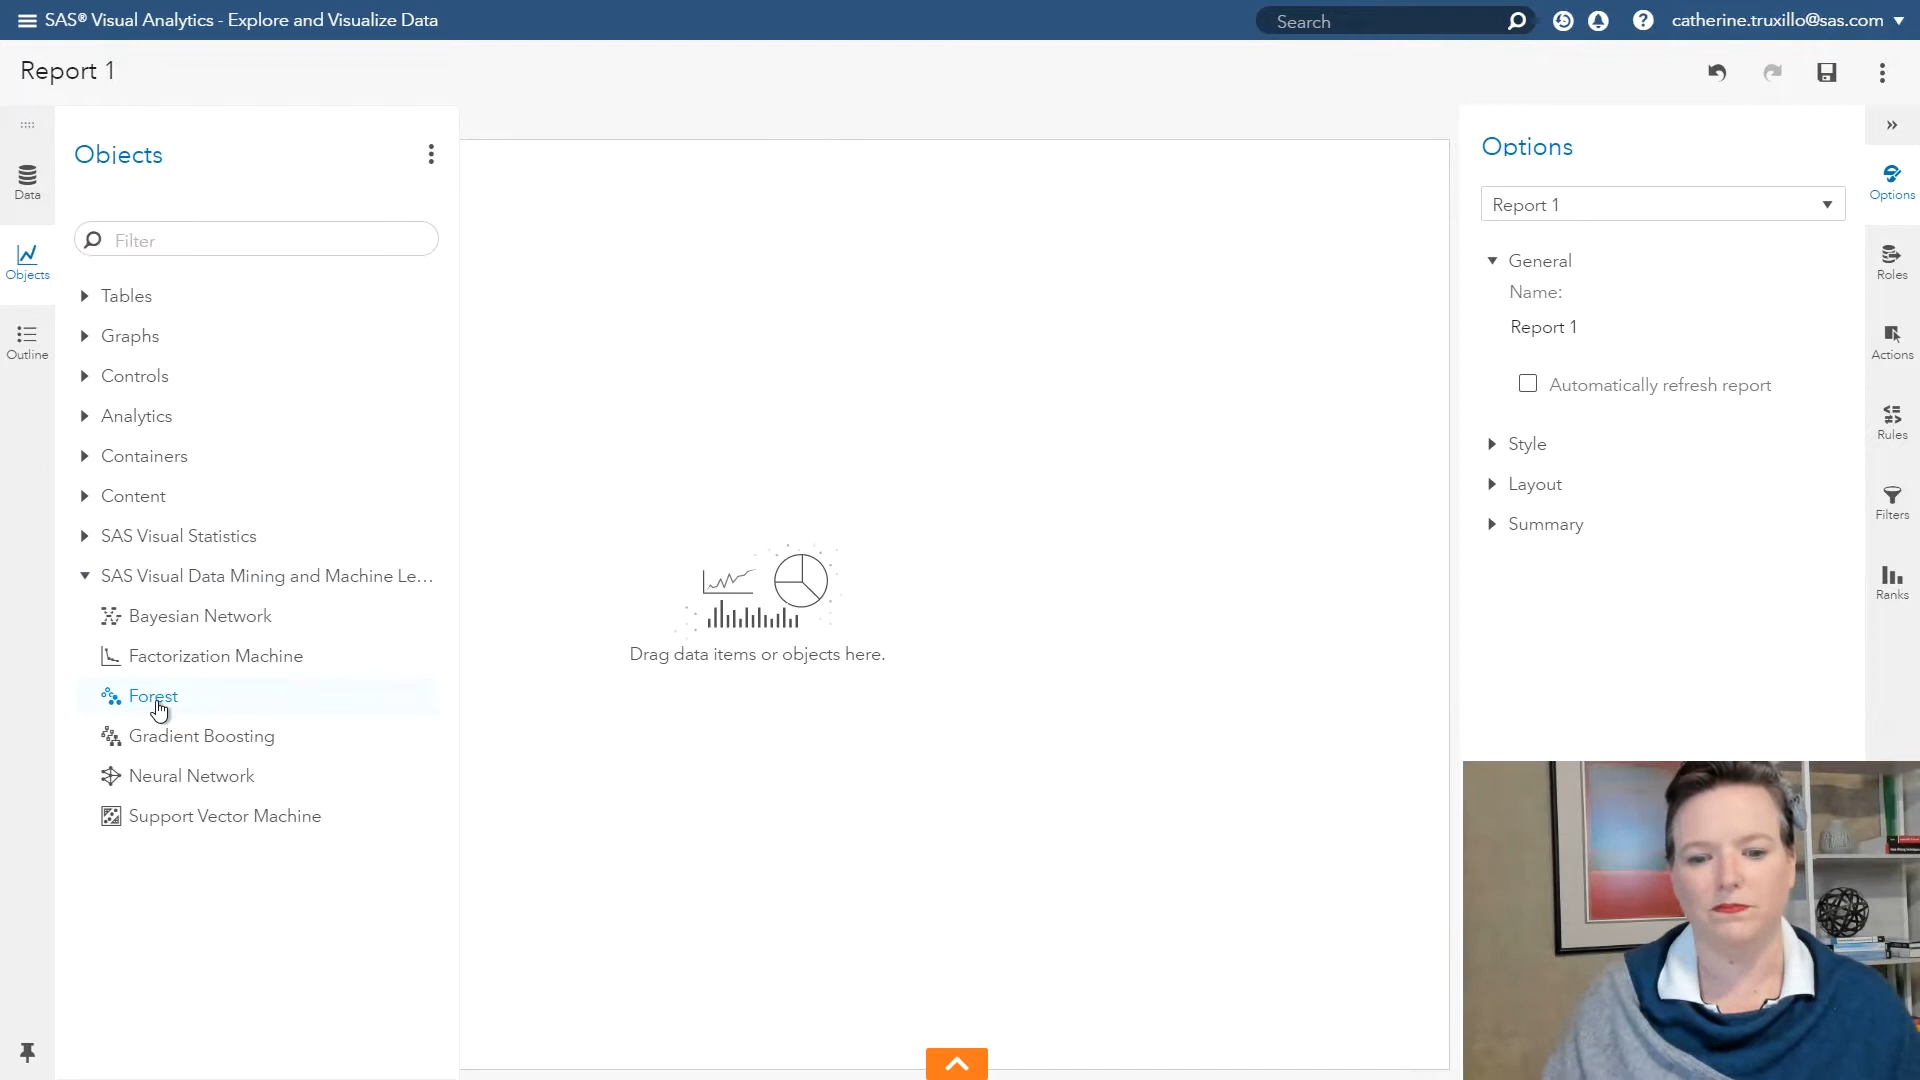 SAS® Visual Analytics - Explore and Visualize Data
Search
catherine.truxillo@sas.com
Report 1
Data
Objects
Outline
Objects
Filter
Tables
Graphs
Controls
Analytics
Containers
Content
SAS Visual Statistics
SAS Visual Data Mining and Machine Le...
Bayesian Network
Factorization Machine
Forest
Gradient Boosting
Neural Network
Support Vector Machine
Drag data items or objects here.
Options
Report 1
General
Name:
Report 1
Automatically refresh report
Style
Layout
Summary
Options
Roles
Actions
Rules
Filters
Ranks